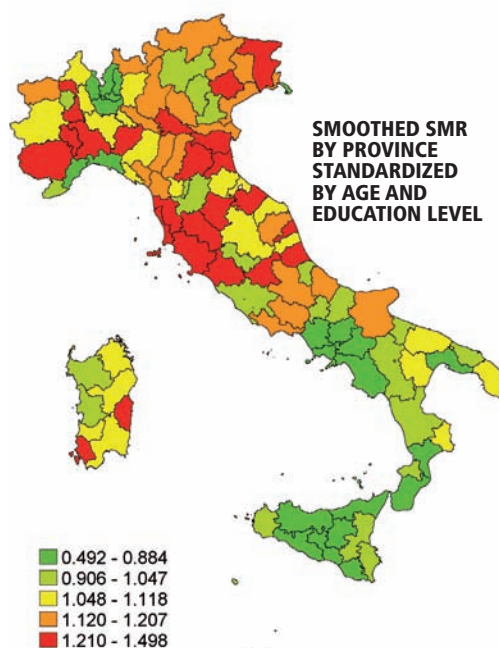 SMOOTHED SMR
BY PROVINCE
STANDARDIZED
BY AGE AND
EDUCATION LEVEL
0.492 - 0.884
0.906 - 1.047
1.048 - 1.118
1.120 - 1.207
1.210 - 1.498